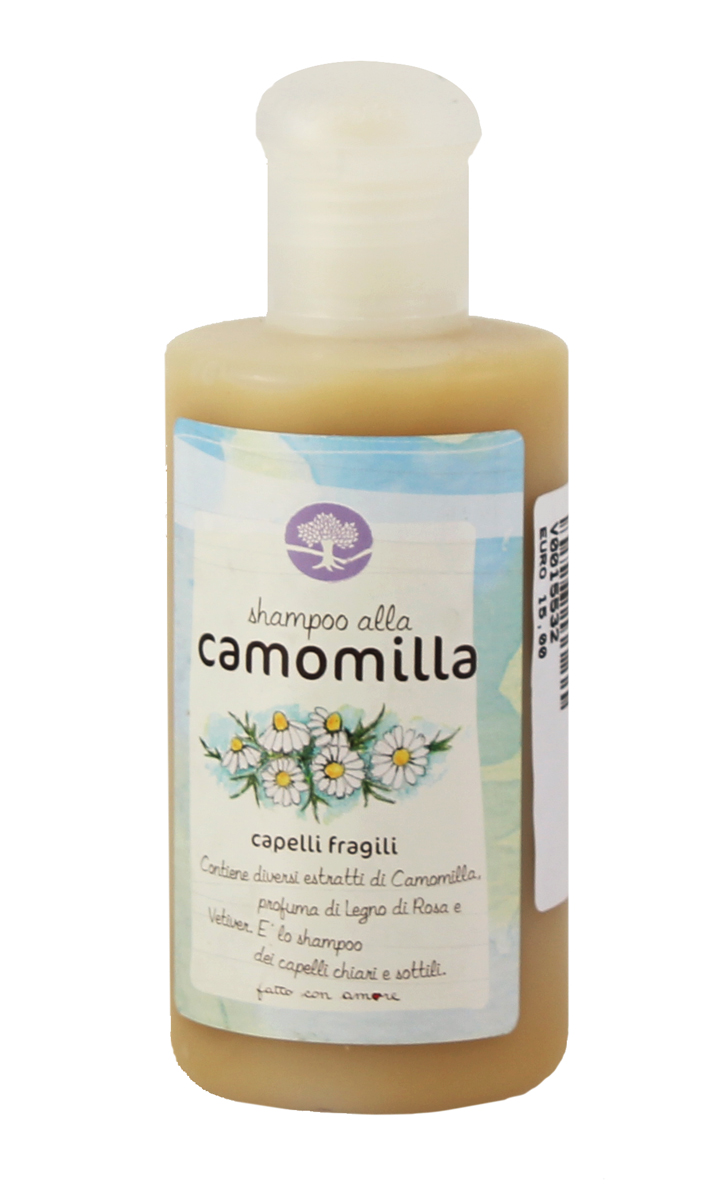 shampoo alla
camomilla
capelli fragili
Contiene diversi estratti di Camomilla,
profuma di Legno di Rosa e
Vetiver. E' lo shampoo
dei capelli chiari e sottili.
fatto con amore
V0015532
EURO 15,00